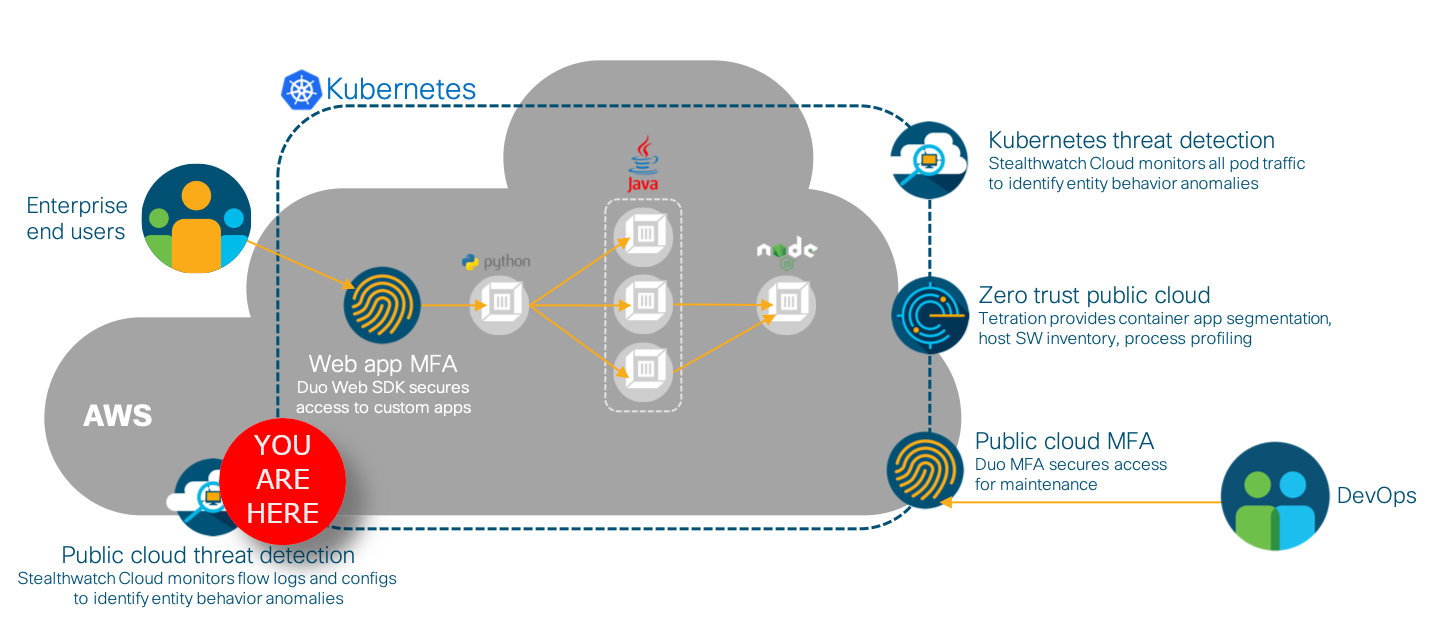 Kubernetes
Enterprise
end users
Java
python
node
JS
Kubernetes threat detection
Stealthwatch Cloud monitors all pod traffic
to identify entity behavior anomalies
Zero trust public cloud
Tetration provides container app segmentation,
host SW inventory, process profiling
Web app MFA
Duo Web SDK secures
access to custom apps
AWS
YOU
ARE
HERE
Public cloud MFA
Duo MFA secures access
for maintenance
DevOps
Public cloud threat detection
Stealthwatch Cloud monitors flow logs and configs
to identify entity behavior anomalies